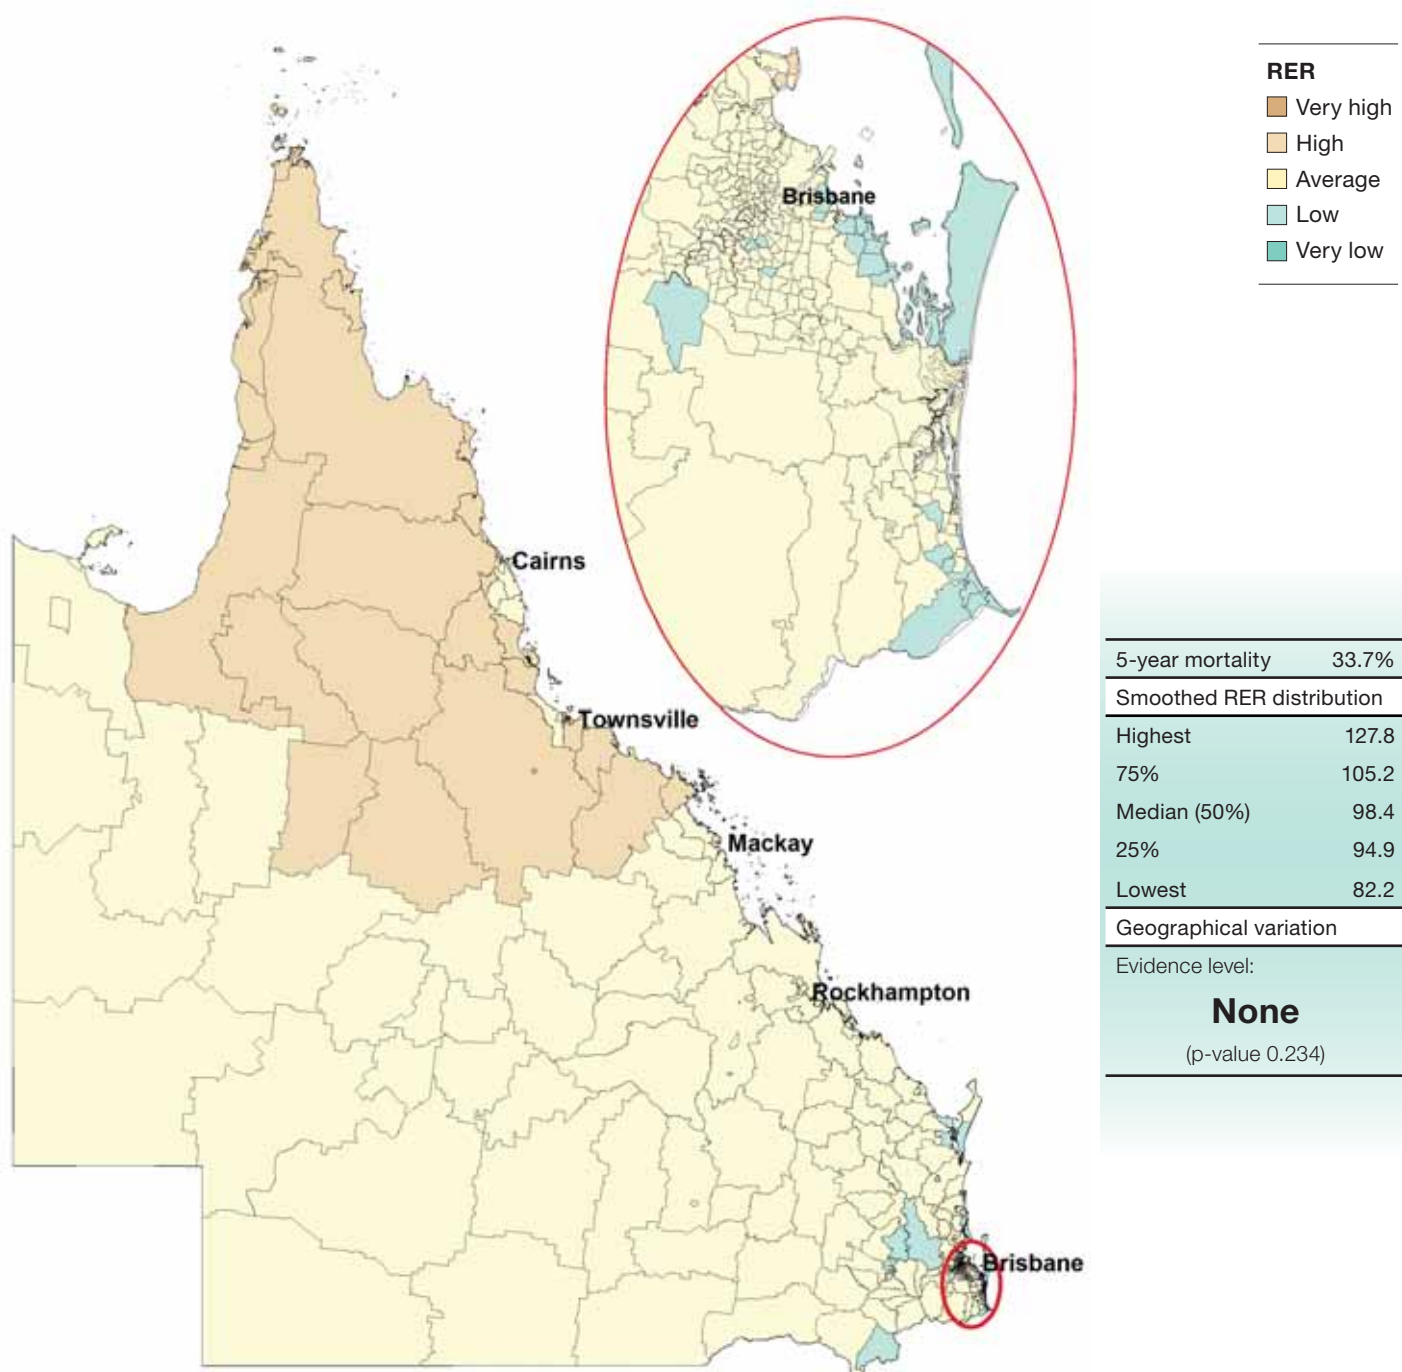 RER
Very high
High
Average
Low
Very low
Brisbane
Cairns
Townsville
Mackay
Rockhampton
Brisbane
5-year mortality 33.7%
Smoothed RER distribution
Highest 127.8
75% 105.2
Median (50%) 98.4
25% 94.9
Lowest 82.2
Geographical variation
Evidence level:
None
(p-value 0.234)